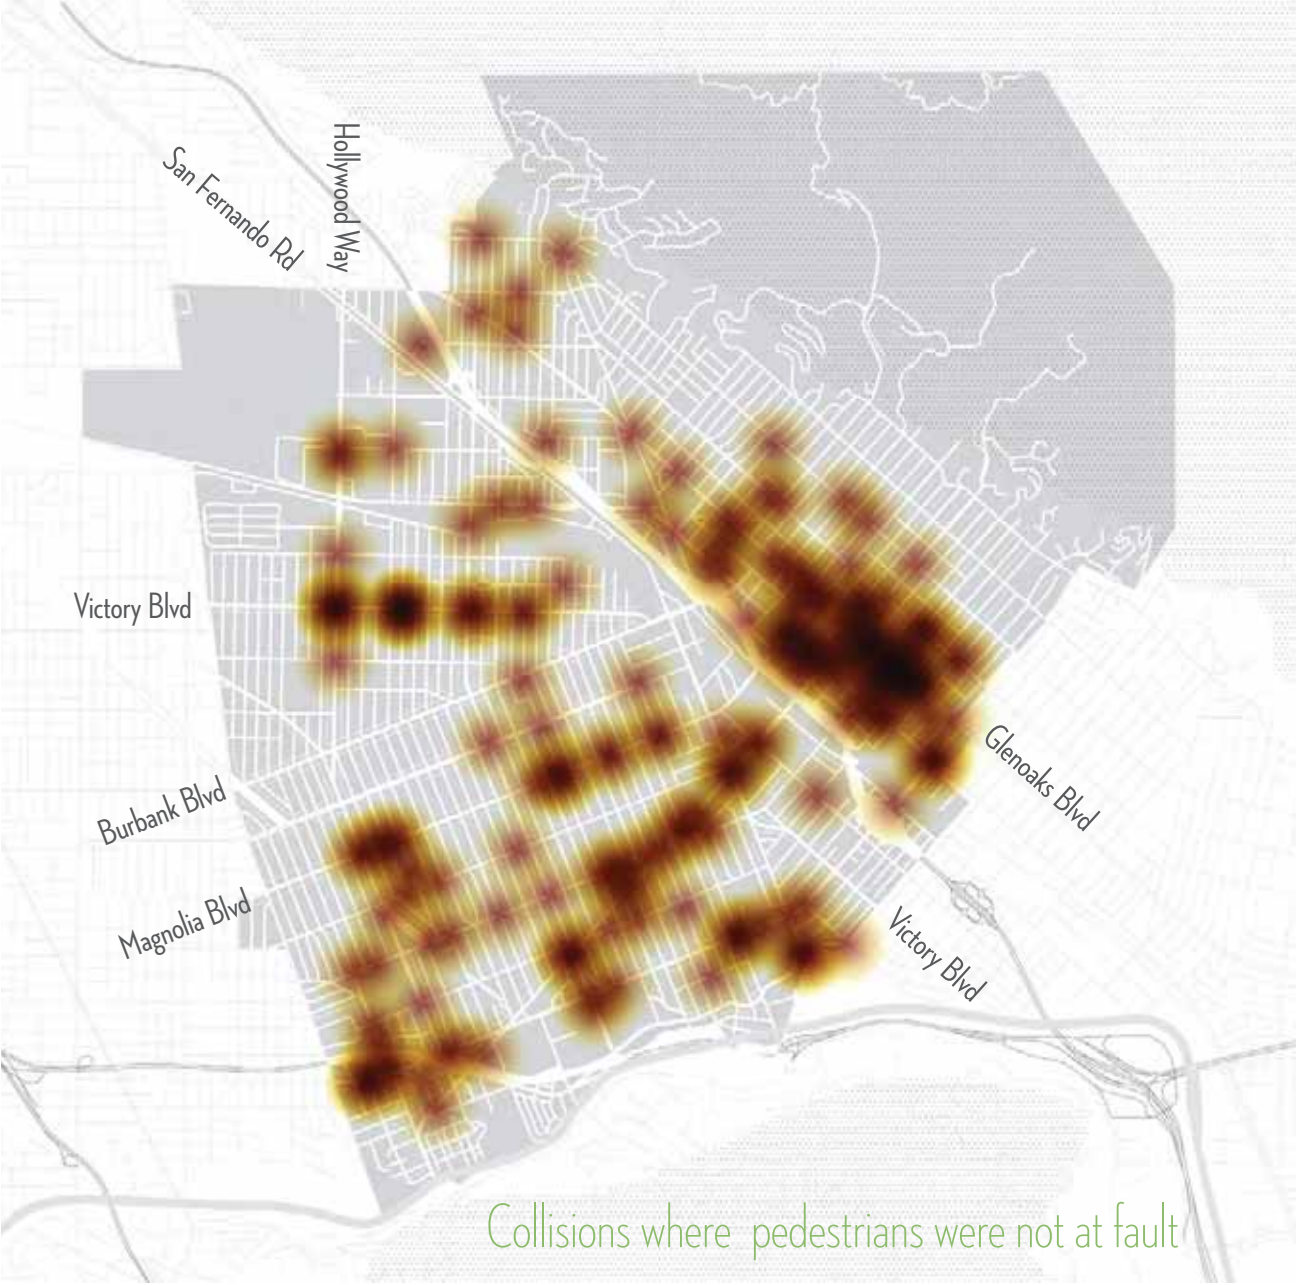 Hollywood Way
San Fernando Rd
Victory Blvd
Glenoaks Blvd
Burbank Blvd
Magnolia Blvd
Victory Blvd
Collisions where pedestrians were not at fault